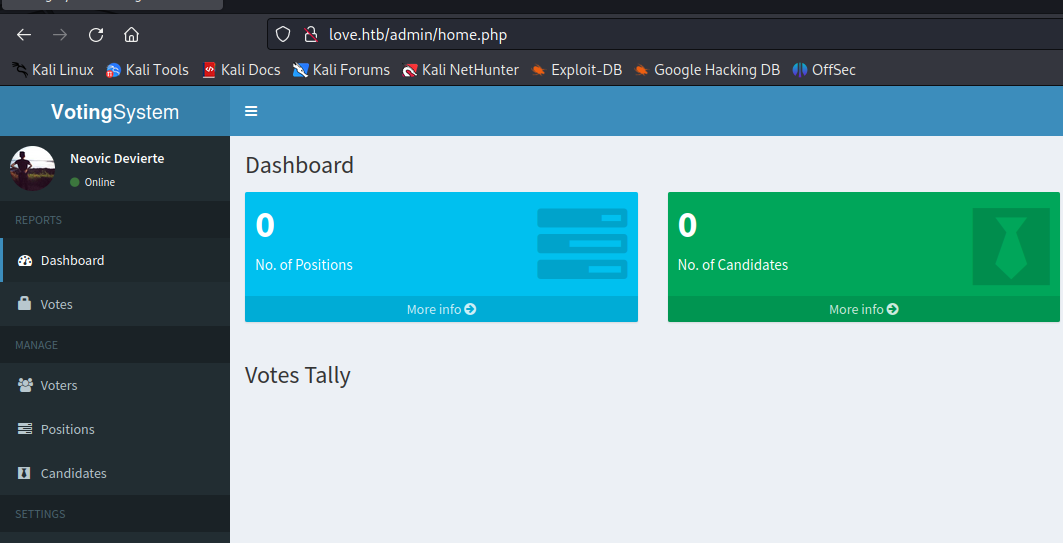 love.htb/admin/home.php
Kali Linux Kali Tools Kali Docs Kali Forums Kali NetHunter Exploit-DB Google Hacking DB OffSec
VotingSystem
Neovic Devierte
Online
REPORTS
Dashboard
Votes
MANAGE
Voters
Positions
Candidates
SETTINGS
Dashboard
0
No. of Positions
More info
0
No. of Candidates
More info
Votes Tally